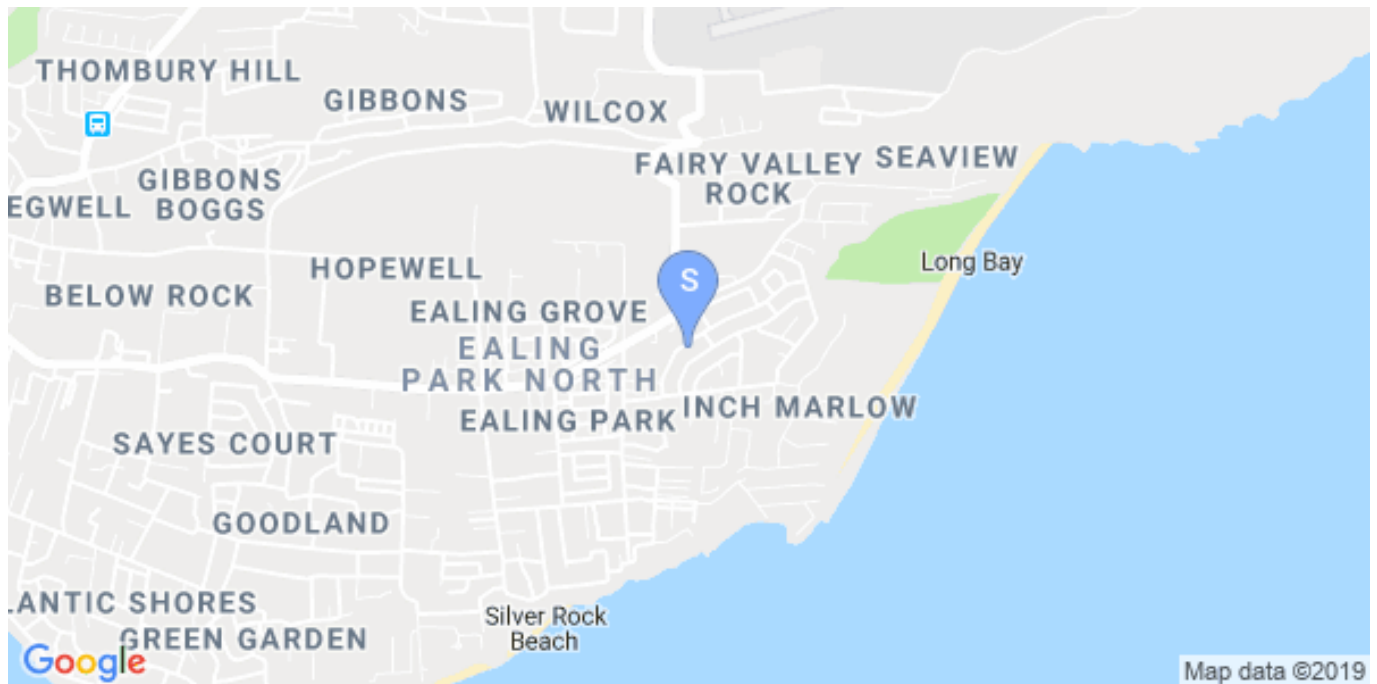 THOMBURY HILL
GIBBONS
WILCOX
FAIRY VALLEY
ROCK
SEAVIEW
GIBBONS
BOGGS
EGWELL
Long Bay
HOPEWELL
BELOW ROCK
S
EALING GROVE
EALING
PARK NORTH
EALING PARK
INCH MARLOW
SAYES COURT
GOODLAND
LANTIC SHORES
GREEN GARDEN
Silver Rock
Beach
Google
Map data ©2019